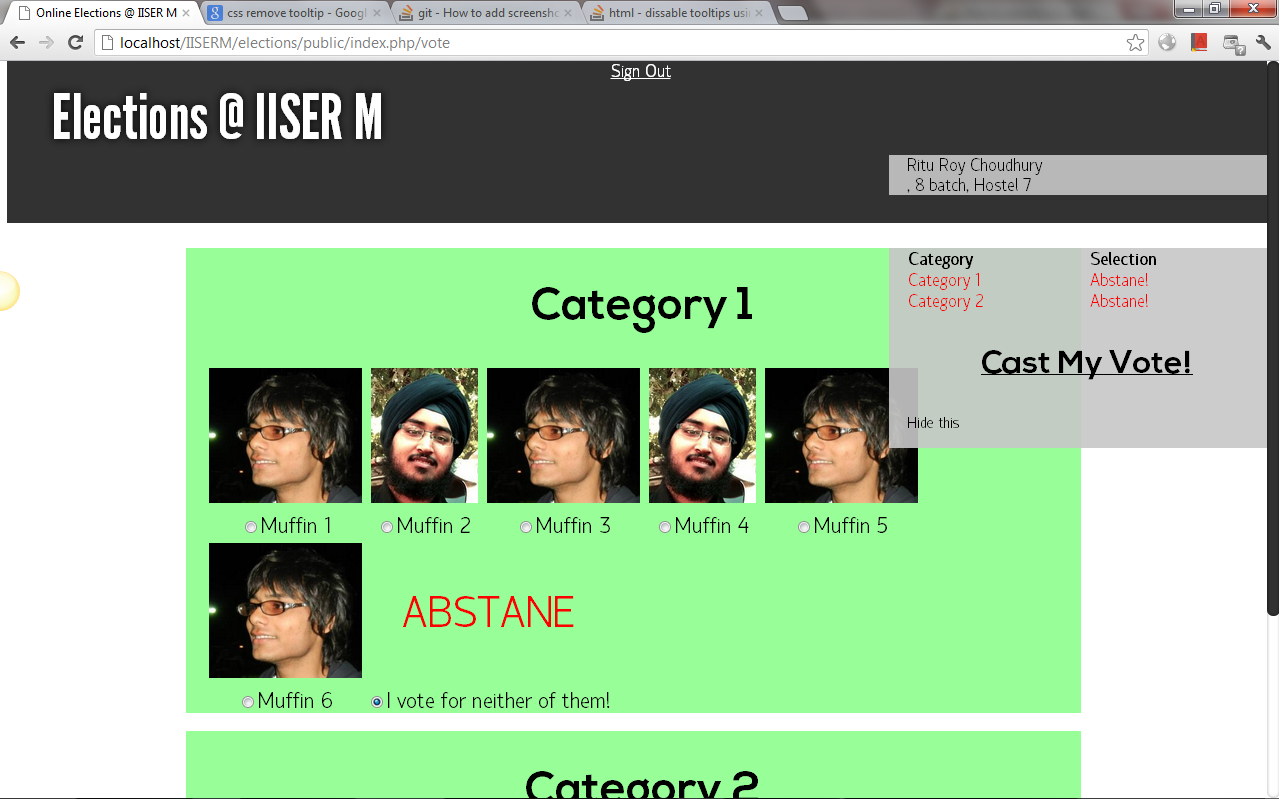 Online Elections @ IISER M
css remove tooltip - Googl
git - How to add screensho
html - dissable tooltips usi
localhost/IISERM/elections/public/index.php/vote
Sign Out
Elections @ IISER M
Ritu Roy Choudhury
, 8 batch, Hostel 7
Category 1
Category Selection
Category 1 Abstane!
Category 2 Abstane!
Cast My Vote!
Hide this
Muffin 1 Muffin 2 Muffin 3 Muffin 4 Muffin 5
ABSTANE
Muffin 6 I vote for neither of them!
Category 2